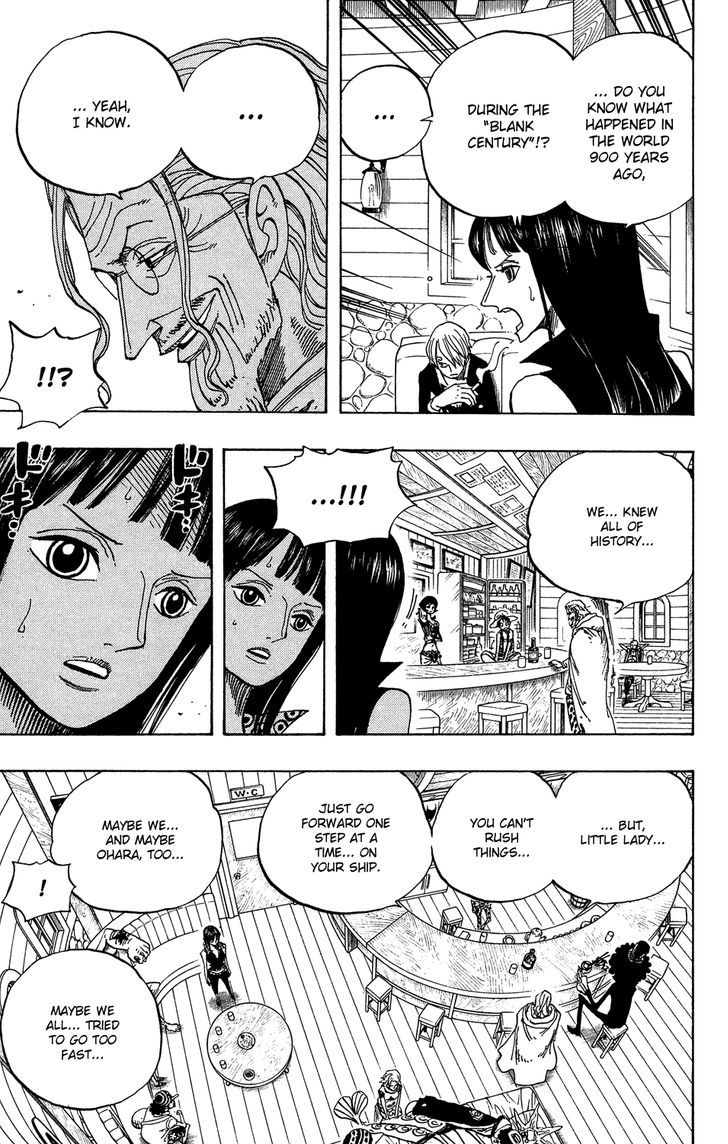 ... DO YOU
KNOW WHAT
HAPPENED IN
THE WORLD
900 YEARS
AGO,
DURING THE
"BLANK
CENTURY"!?
...
...
... YEAH,
I KNOW.
!!?
WE... KNEW
ALL OF
HISTORY...
...!!!
ドキ
ドキ
... BUT,
LITTLE LADY...
YOU CAN'T
RUSH
THINGS...
JUST GO
FORWARD ONE
STEP AT A
TIME... ON
YOUR SHIP.
W·C
MAYBE WE...
AND MAYBE
OHARA, TOO...
!
MAYBE WE
ALL... TRIED
TO GO TOO
FAST...